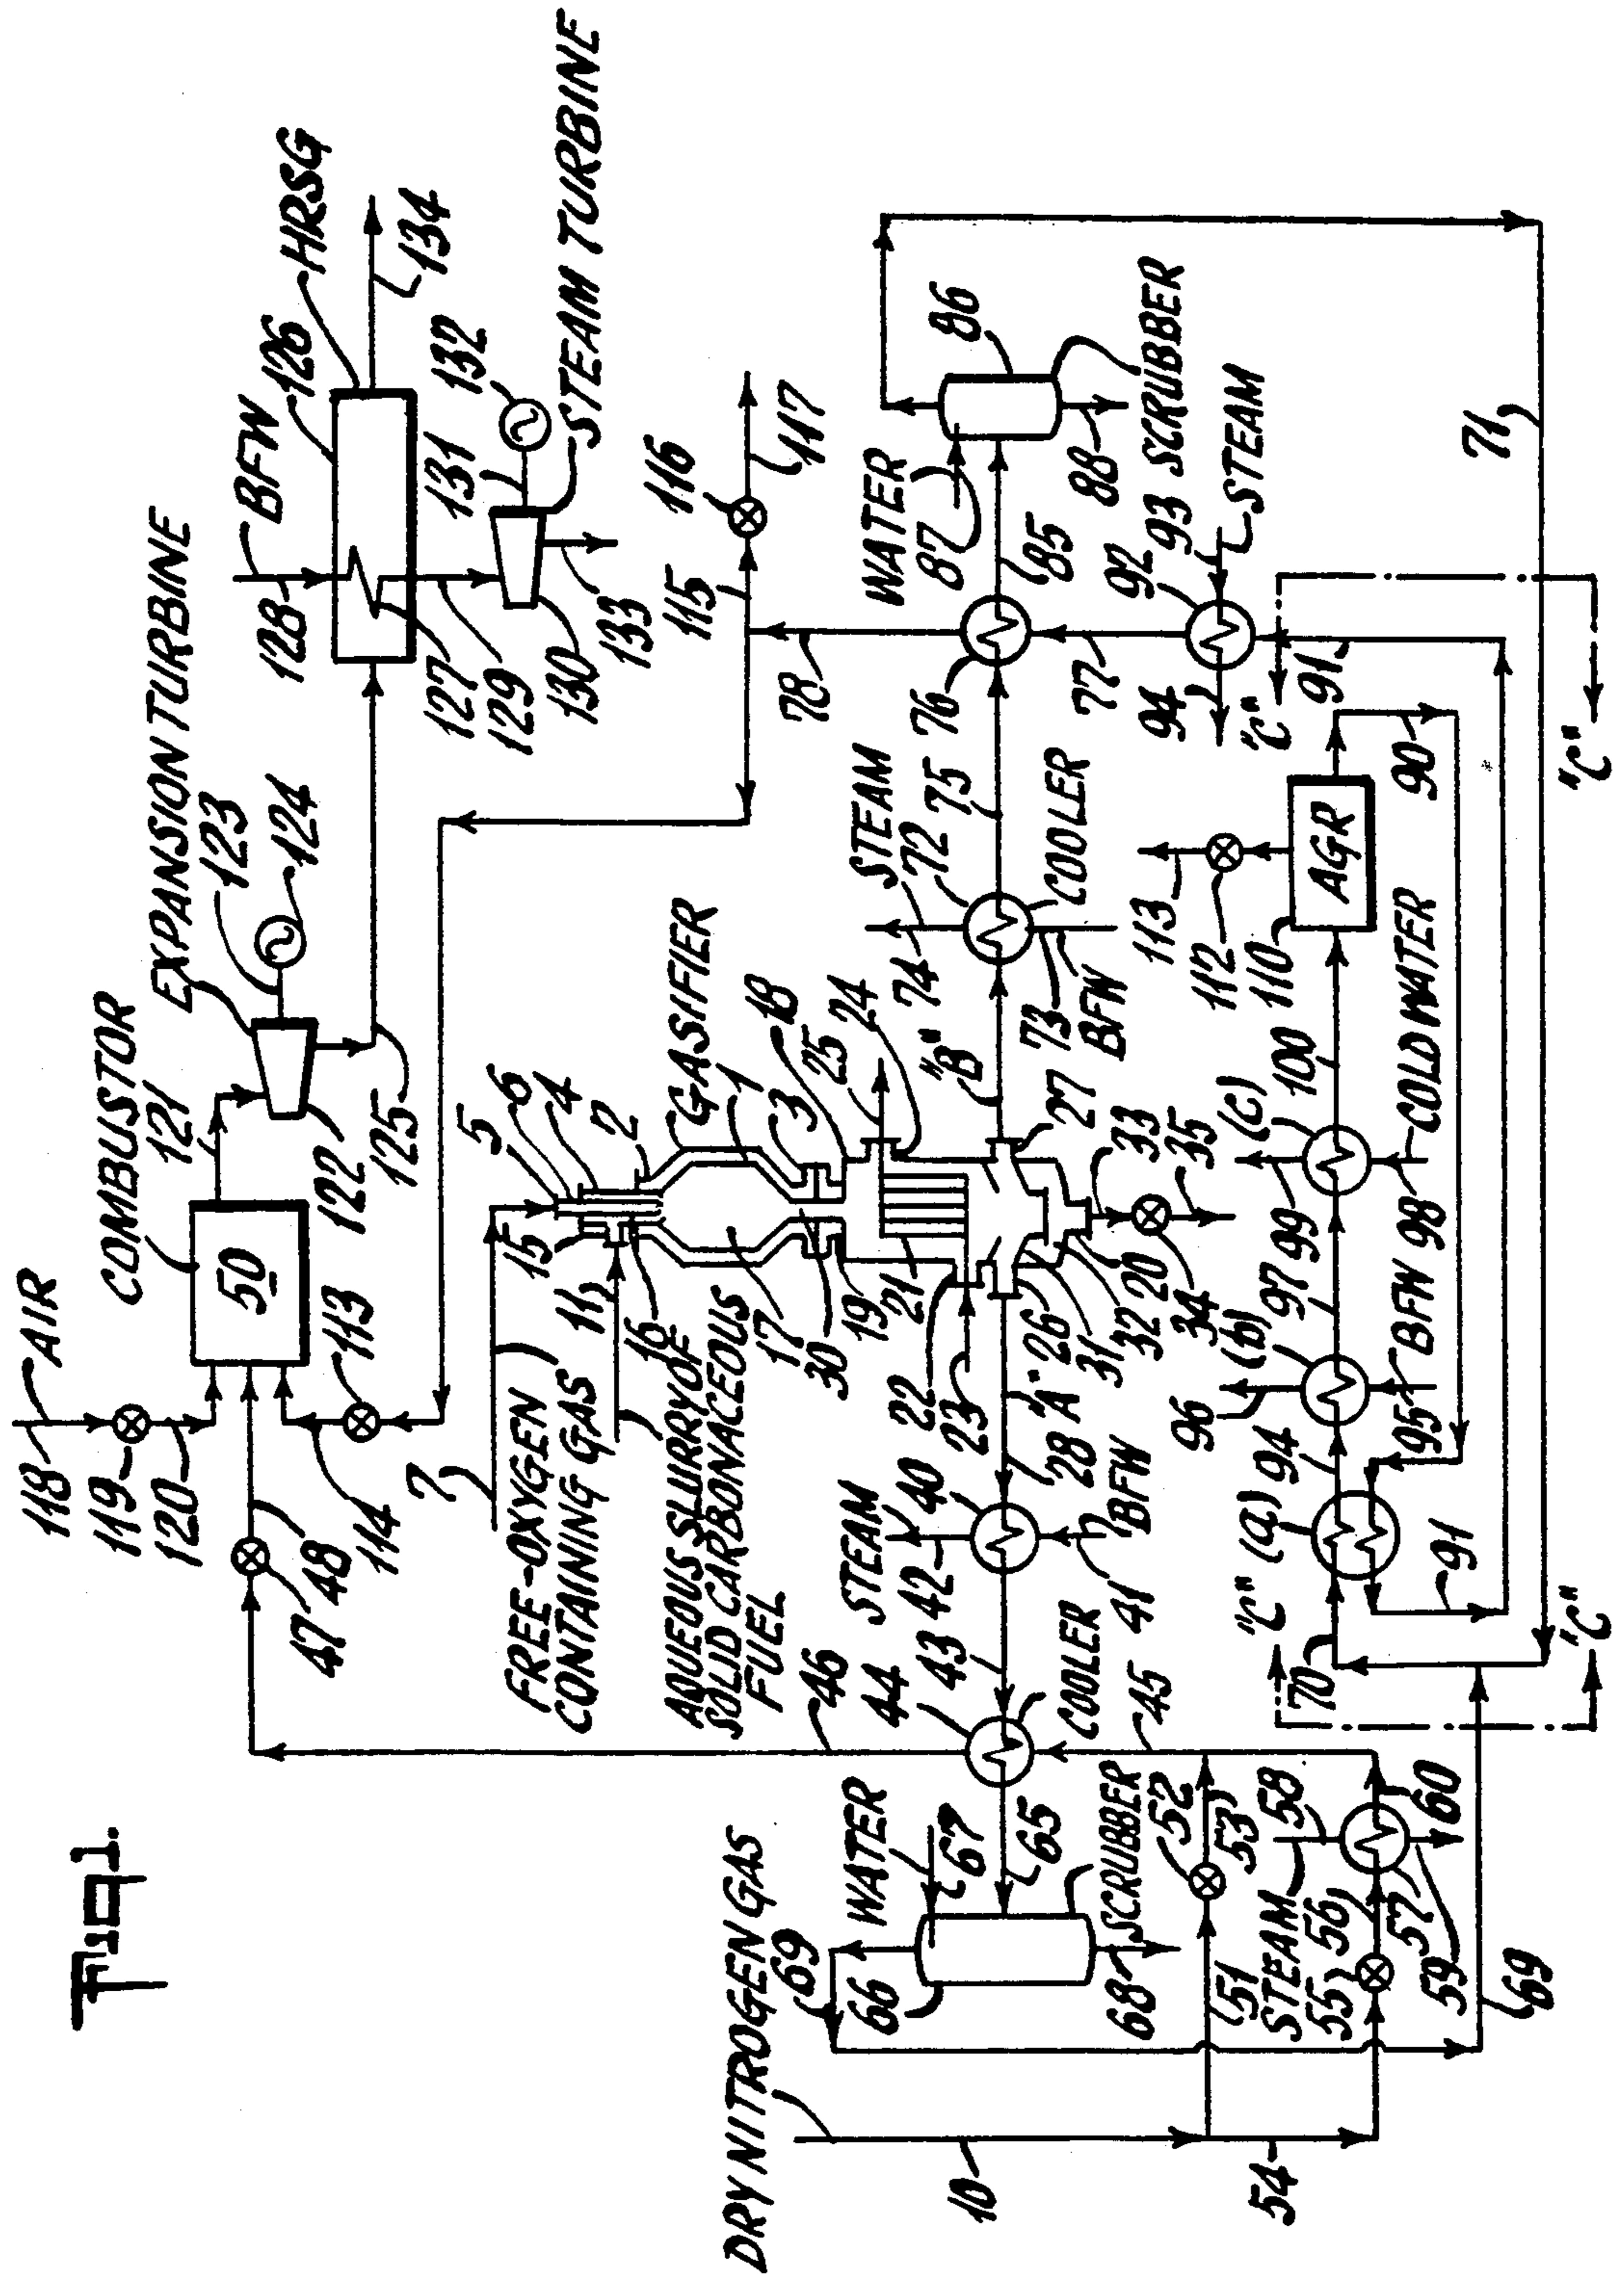 Fig.1.
118
AIR
119
120
COMBUSTOR
50
121
EXPANSION TURBINE
123
124
122
125
128
BFW
126
HRSG
134
127
129
131
132
130
133
STEAM TURBINE
47
48
114
113
7
FREE-OXYGEN
CONTAINING GAS
5
6
4
2
15
11
16
GASIFIER
1
3
18
AQUEOUS SLURRY OF
SOLID CARBONACEOUS
FUEL
17
30
19
21
25
24
22
23
26
31
32
20
34
33
35
27
"A"
28
"B"
115
116
117
78
46
44
43
STEAM
42
40
41
BFW
COOLER
45
STEAM
72
74
73
BFW
COOLER
75
76
77
85
WATER
87
86
88
SCRUBBER
92
93
STEAM
94
"C"
91
71
DRY NITROGEN GAS
10
54
69
WATER
66
67
65
68
SCRUBBER
52
53
51
STEAM
55
56
57
58
59
60
69
70
"C"
(a)
94
91
96
(b)
95
BFW
97
99
(c)
98
COLD WATER
100
110
112
113
AGR
90
"C"
"C"